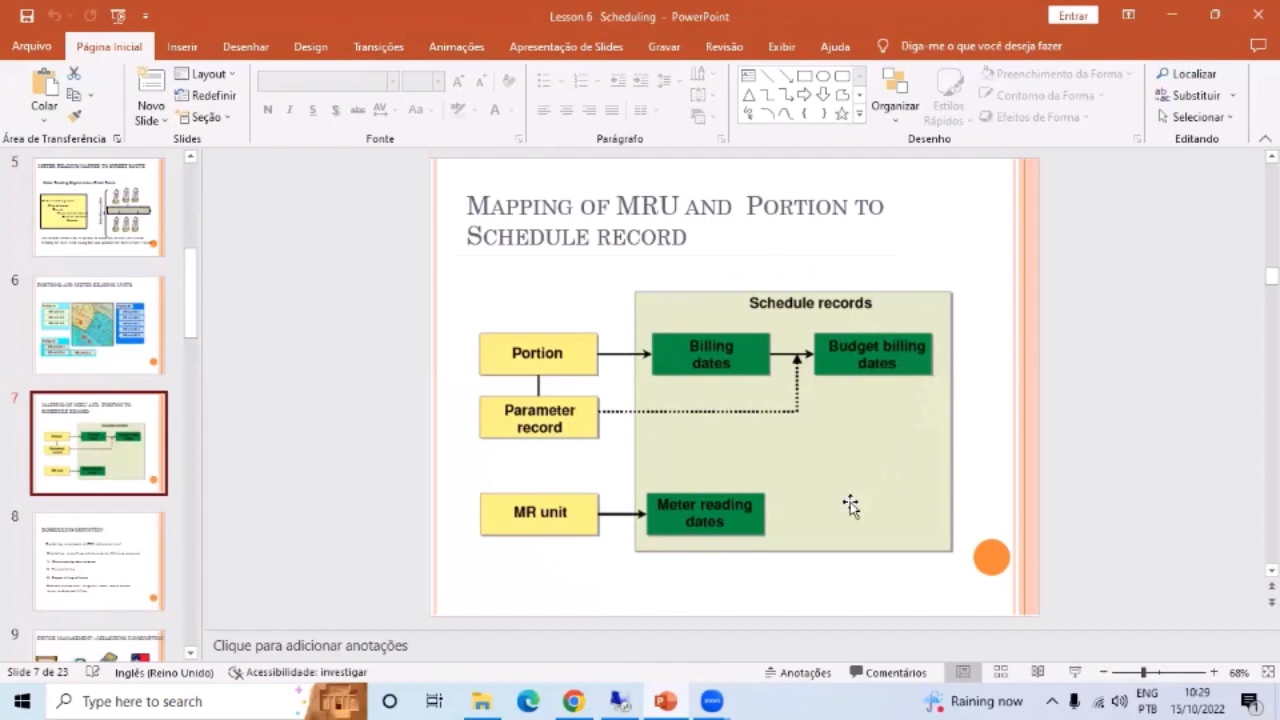 Lesson 6 Scheduling - PowerPoint
Entrar
Arquivo Página Inicial Inserir Desenhar Design Transições Animações Apresentação de Slides Gravar Revisão Exibir Ajuda Diga-me o que você deseja fazer
Colar
Novo
Slide
Layout
Redefinir
Seção
N I S S abc AV Aa A
Organizar
Estilos
Rápidos
Preenchimento da Forma
Contorno da Forma
Efeitos de Forma
Localizar
Substituir
Selecionar
Área de Transferência Slides Fonte Parágrafo Desenho Editando
5
6
7
8
9
MAPPING OF MRU AND PORTION TO
SCHEDULE RECORD
Schedule records
Portion
Billing
dates
Budget billing
dates
Parameter
record
MR unit
Meter reading
dates
Clique para adicionar anotações
Slide 7 de 23 Inglês (Reino Unido) Acessibilidade: investigar Anotações Comentários 68%
Type here to search
zoom
Raining now
ENG
PTB
10:29
15/10/2022
1